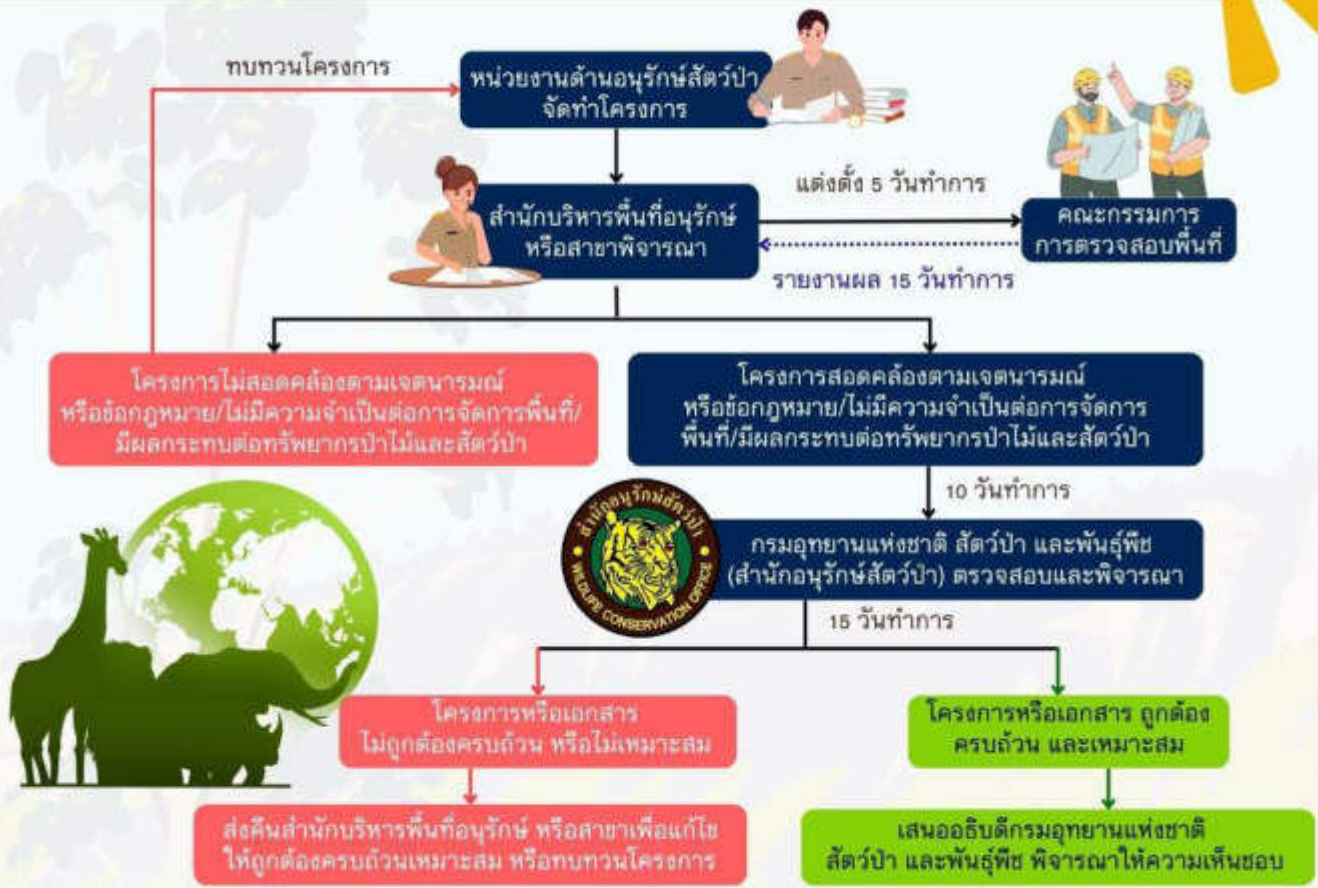 ทบทวนโครงการ
หน่วยงานด้านอนุรักษ์สัตว์ป่า
จัดทำโครงการ
แต่งตั้ง 5 วันทำการ
สำนักบริหารพื้นที่อนุรักษ์
หรือสาขาพิจารณา
คณะกรรมการ
การตรวจสอบพื้นที่
รายงานผล 15 วันทำการ
โครงการไม่สอดคล้องตามเจตนารมณ์
หรือข้อกฎหมาย/ไม่มีความจำเป็นต่อการจัดการพื้นที่/
มีผลกระทบต่อทรัพยากรป่าไม้และสัตว์ป่า
โครงการสอดคล้องตามเจตนารมณ์
หรือข้อกฎหมาย/ไม่มีความจำเป็นต่อการจัดการ
พื้นที่/มีผลกระทบต่อทรัพยากรป่าไม้และสัตว์ป่า
10 วันทำการ
สำนักอนุรักษ์สัตว์ป่า
WILDLIFE CONSERVATION OFFICE
กรมอุทยานแห่งชาติ สัตว์ป่า และพันธุ์พืช
(สำนักอนุรักษ์สัตว์ป่า) ตรวจสอบและพิจารณา
15 วันทำการ
โครงการหรือเอกสาร
ไม่ถูกต้องครบถ้วน หรือไม่เหมาะสม
โครงการหรือเอกสาร ถูกต้อง
ครบถ้วน และเหมาะสม
ส่งคืนสำนักบริหารพื้นที่อนุรักษ์ หรือสาขาเพื่อแก้ไข
ให้ถูกต้องครบถ้วนเหมาะสม หรือทบทวนโครงการ
เสนออธิบดีกรมอุทยานแห่งชาติ
สัตว์ป่า และพันธุ์พืช พิจารณาให้ความเห็นชอบ